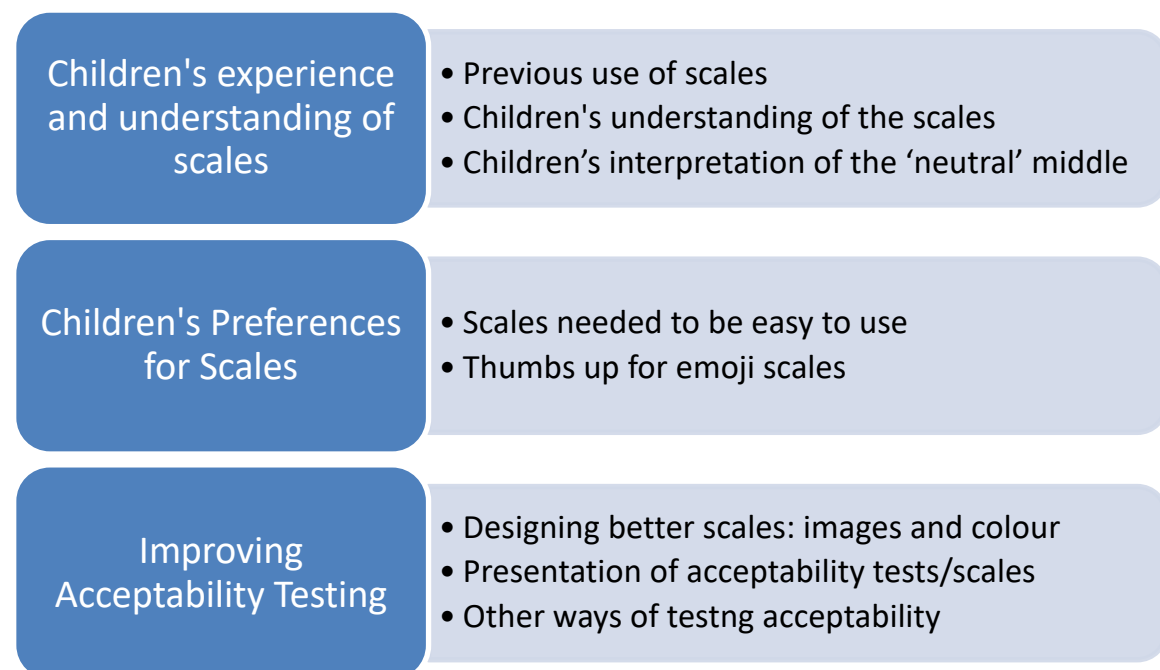 Children's experience
and understanding of
scales
• Previous use of scales
• Children's understanding of the scales
• Children’s interpretation of the ‘neutral’ middle
Children's Preferences
for Scales
• Scales needed to be easy to use
• Thumbs up for emoji scales
Improving
Acceptability Testing
• Designing better scales: images and colour
• Presentation of acceptability tests/scales
• Other ways of testng acceptability